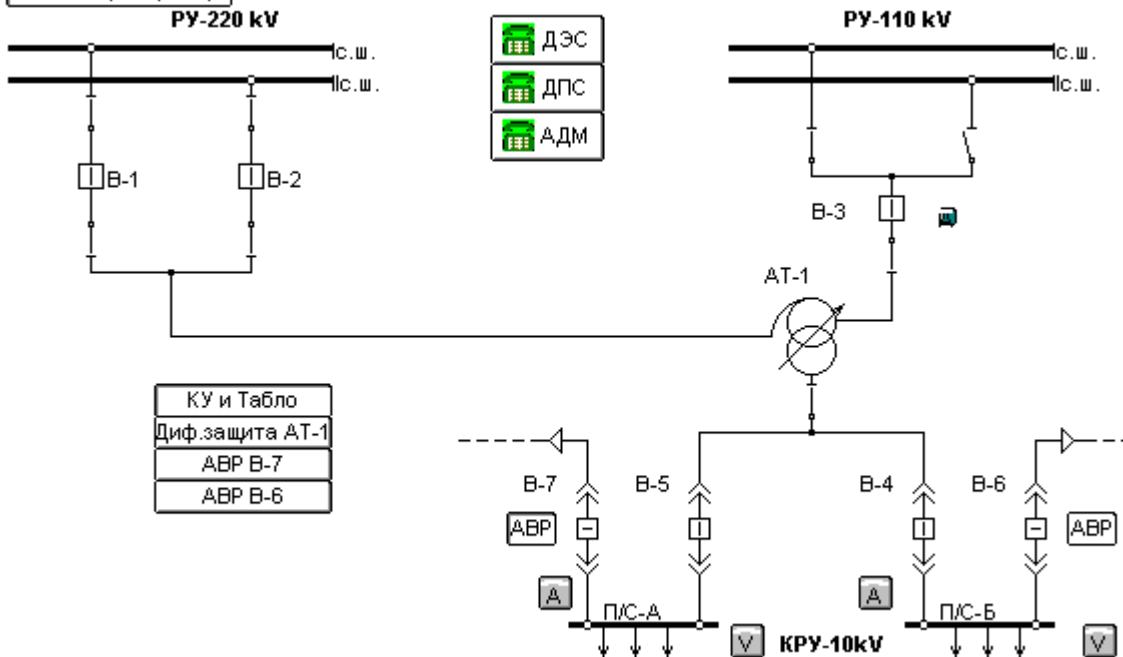 РУ-220 kV
РУ-110 kV
Iс.ш.
IIс.ш.
ДЭС
ДПС
АДМ
Iс.ш.
IIс.ш.
В-1
В-2
В-3
АТ-1
КУ и Табло
Диф.защита АТ-1
АВР В-7
АВР В-6
В-7
В-5
В-4
В-6
АВР
АВР
A
A
П/С-А
П/С-Б
V
КРУ-10kV
V